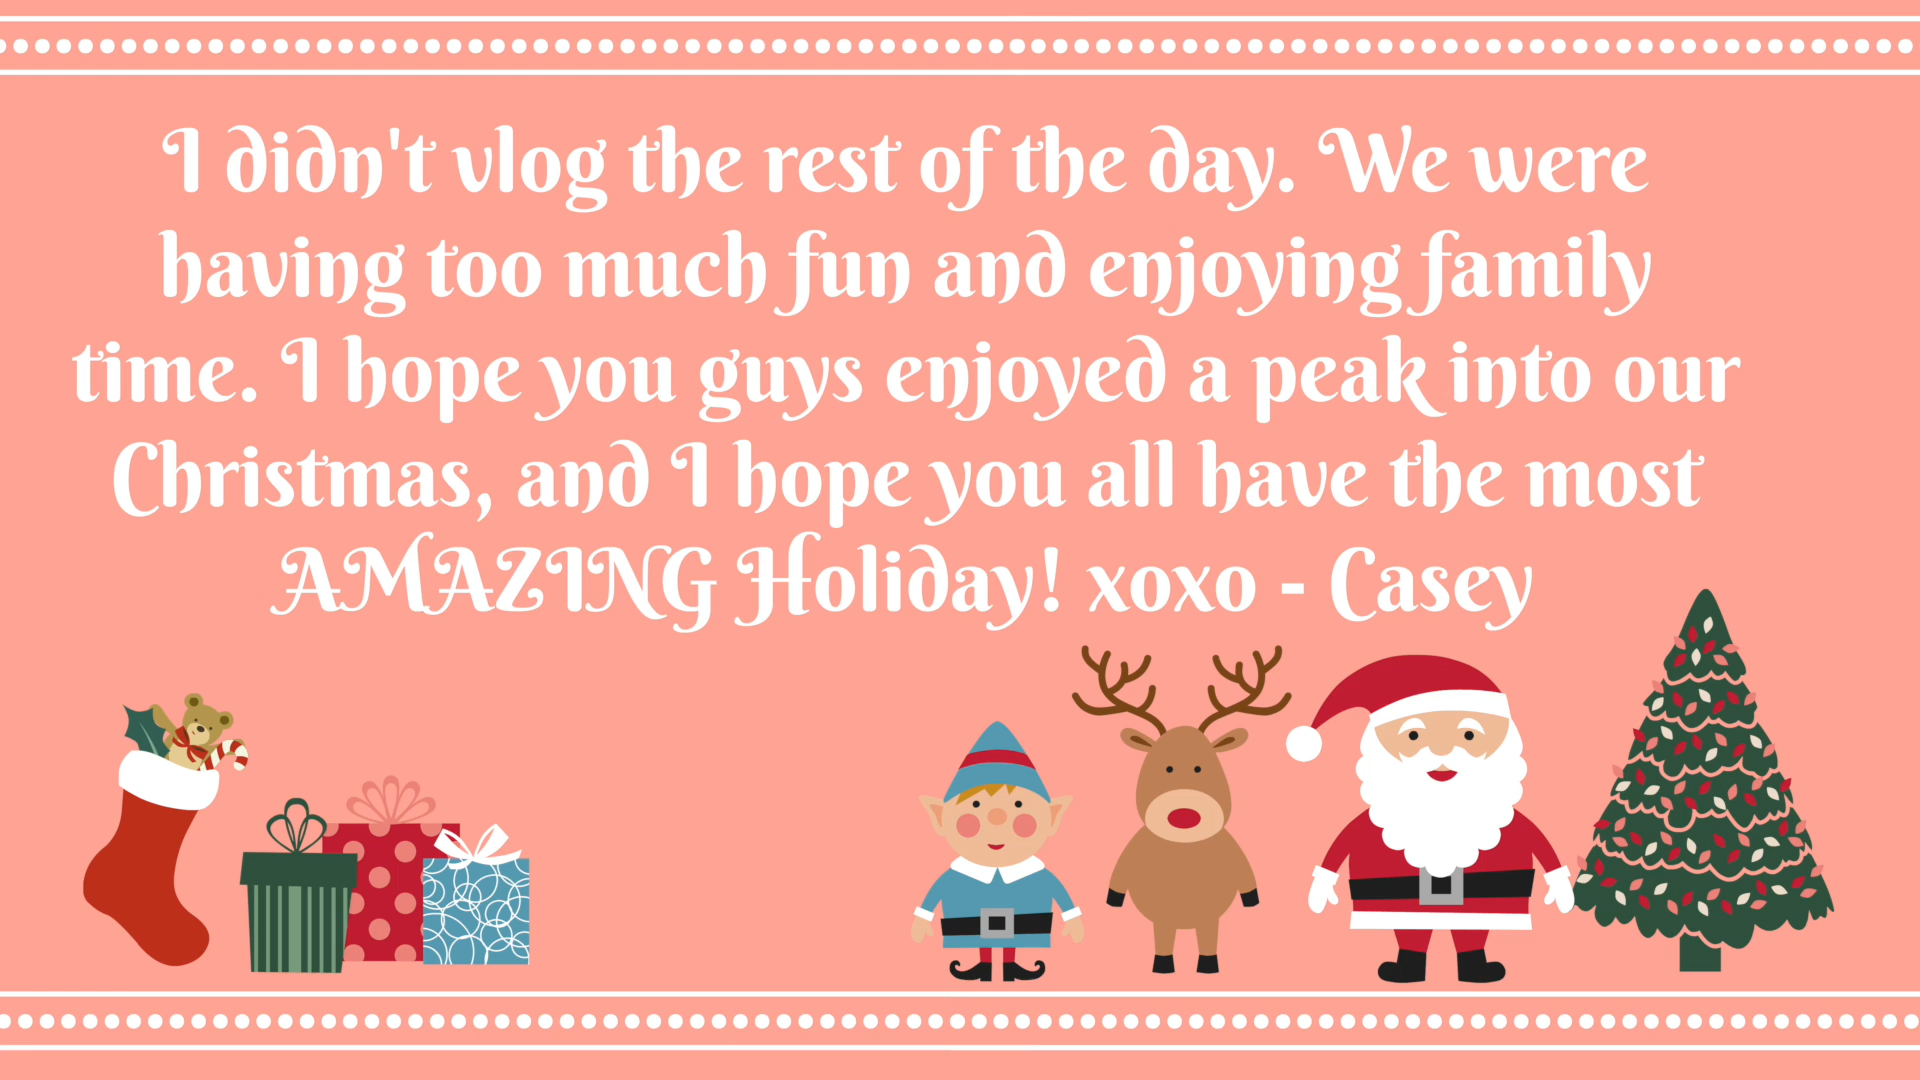 I didn't vlog the rest of the day. We were
having too much fun and enjoying family
time. I hope you guys enjoyed a peak into our
Christmas, and I hope you all have the most
AMAZING Holiday! xoxo - Casey